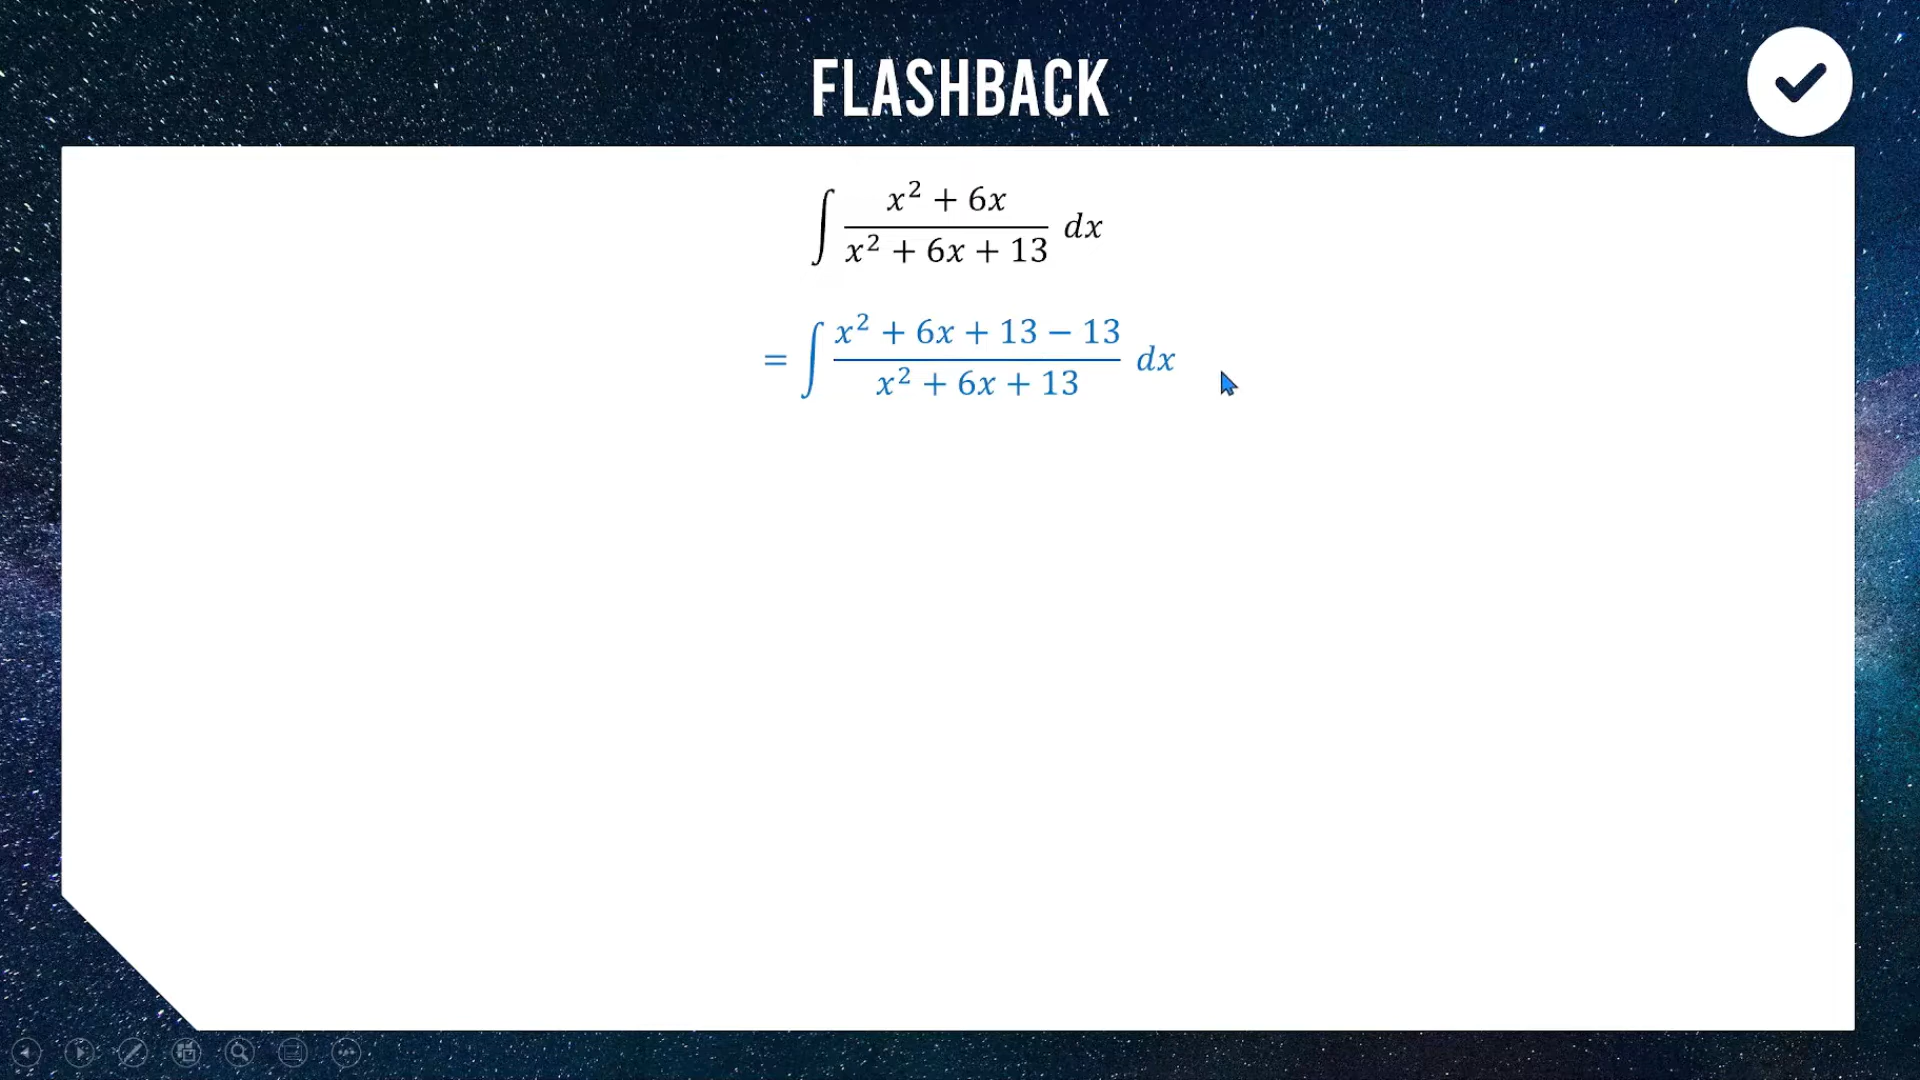 FLASHBACK
∫ (x² + 6x)/(x² + 6x + 13) dx
= ∫ (x² + 6x + 13 − 13)/(x² + 6x + 13) dx